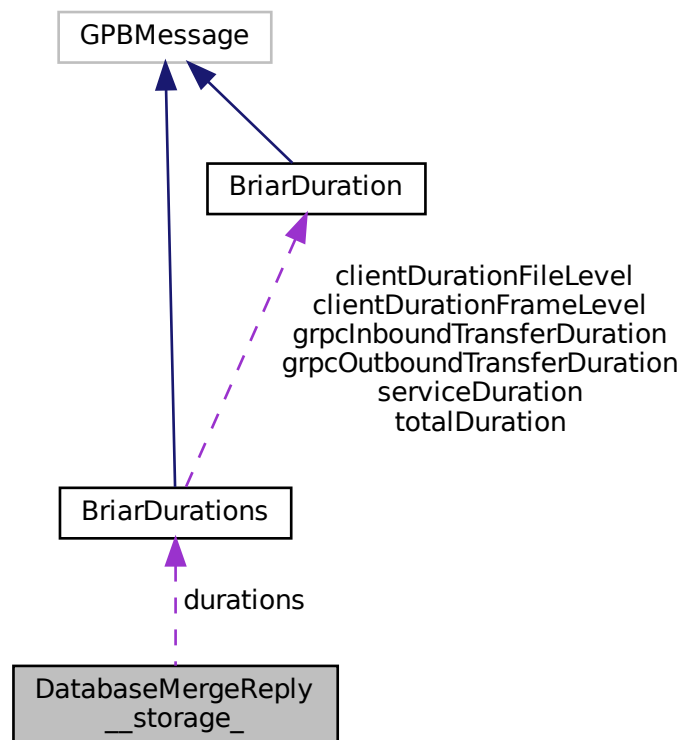 GPBMessage
BriarDuration
clientDurationFileLevel
clientDurationFrameLevel
grpcInboundTransferDuration
grpcOutboundTransferDuration
serviceDuration
totalDuration
BriarDurations
durations
DatabaseMergeReply
__storage_